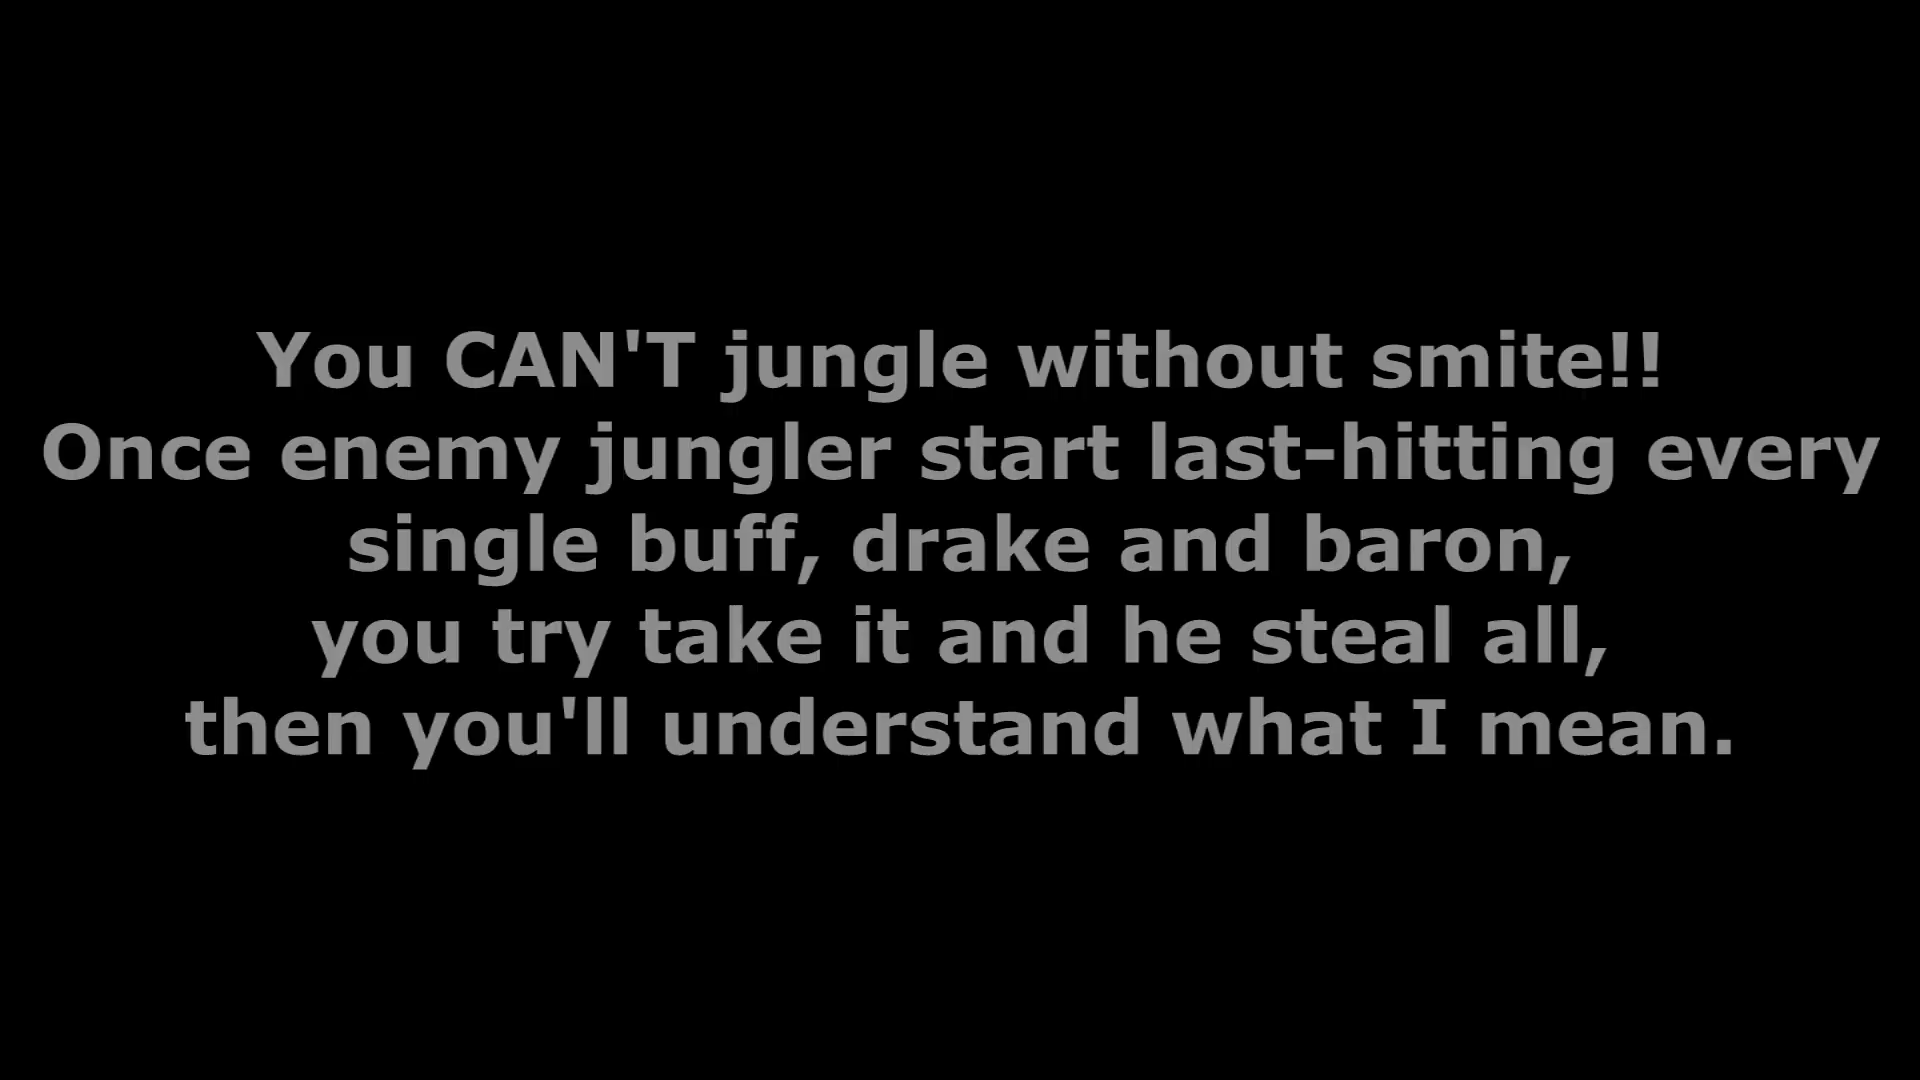 You CAN'T jungle without smite!!
Once enemy jungler start last-hitting every
single buff, drake and baron,
you try take it and he steal all,
then you'll understand what I mean.